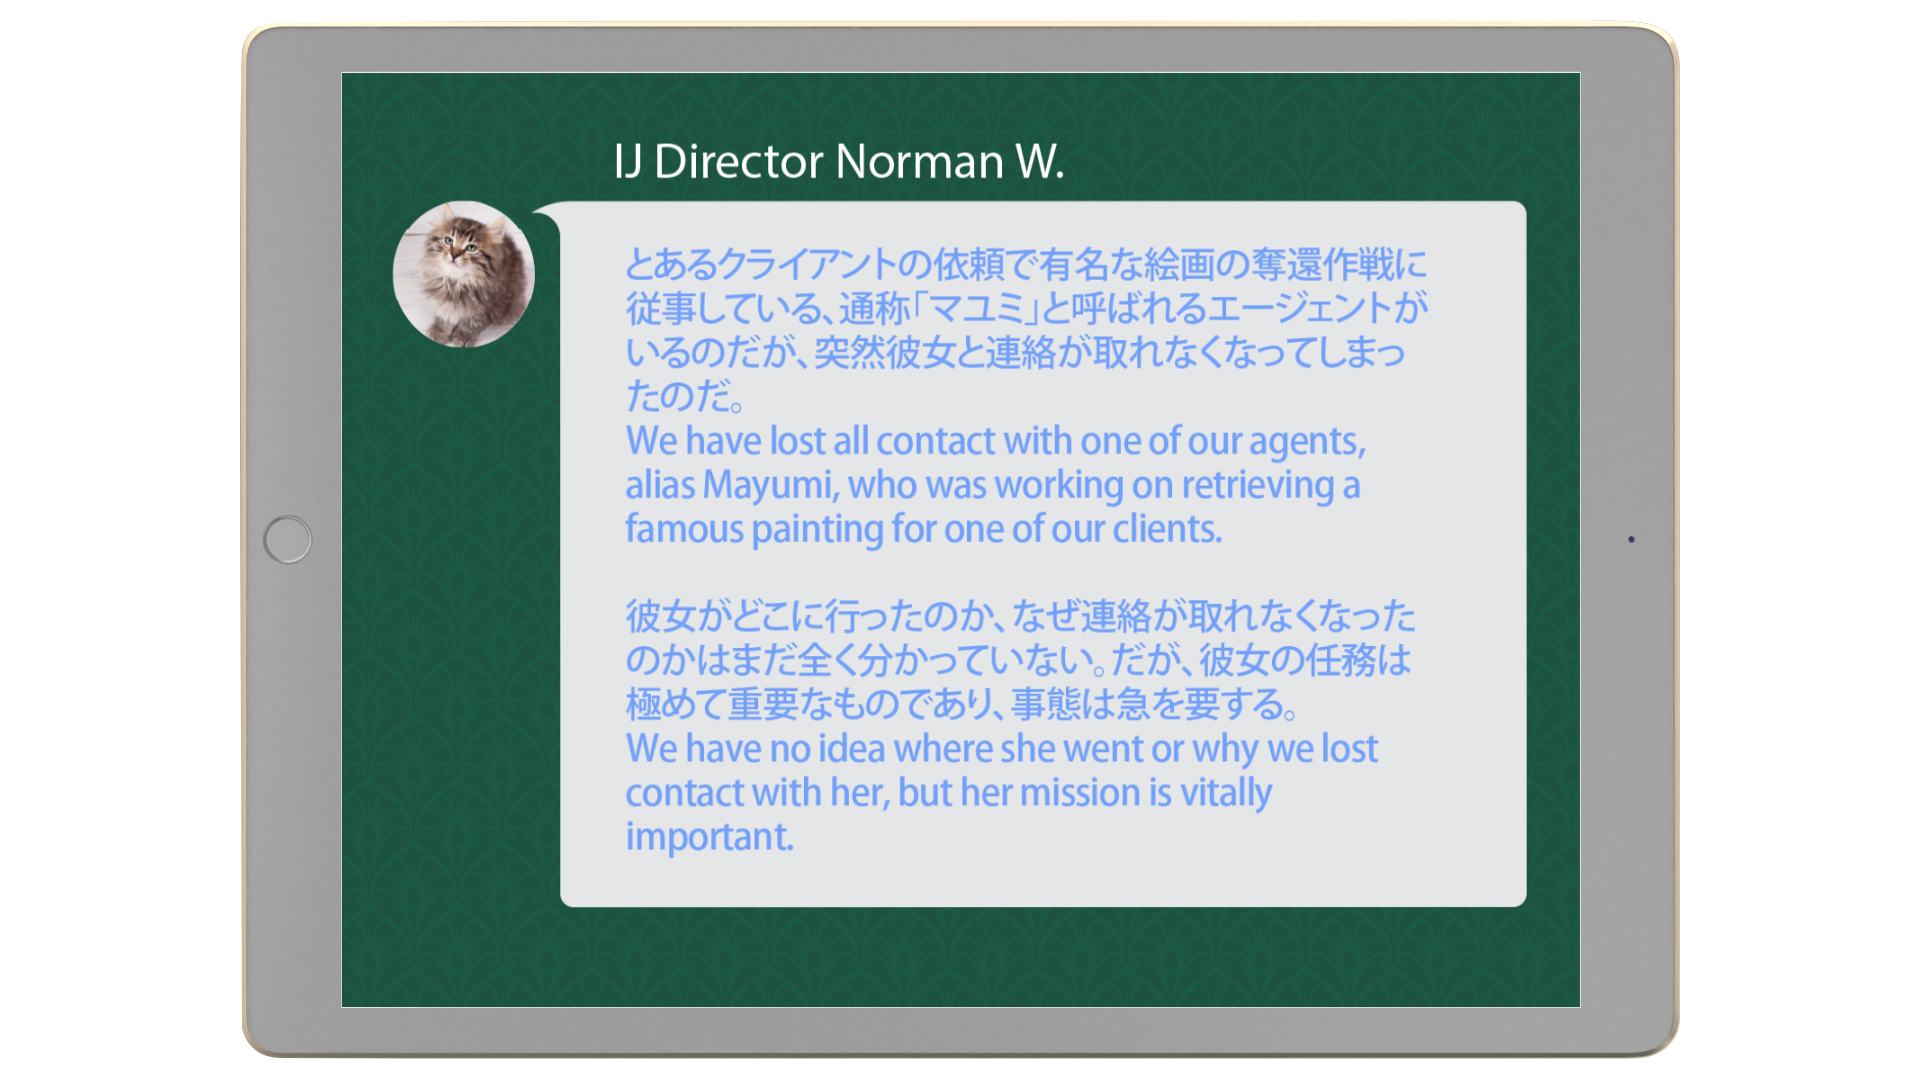 IJ Director Norman W.
とあるクライアントの依頼で有名な絵画の奪還作戦に
従事している、通称「マユミ」と呼ばれるエージェントが
いるのだが、突然彼女と連絡が取れなくなってしまっ
たのだ。
We have lost all contact with one of our agents,
alias Mayumi, who was working on retrieving a
famous painting for one of our clients.
彼女がどこに行ったのか、なぜ連絡が取れなくなった
のかはまだ全く分かっていない。だが、彼女の任務は
極めて重要なものであり、事態は急を要する。
We have no idea where she went or why we lost
contact with her, but her mission is vitally
important.